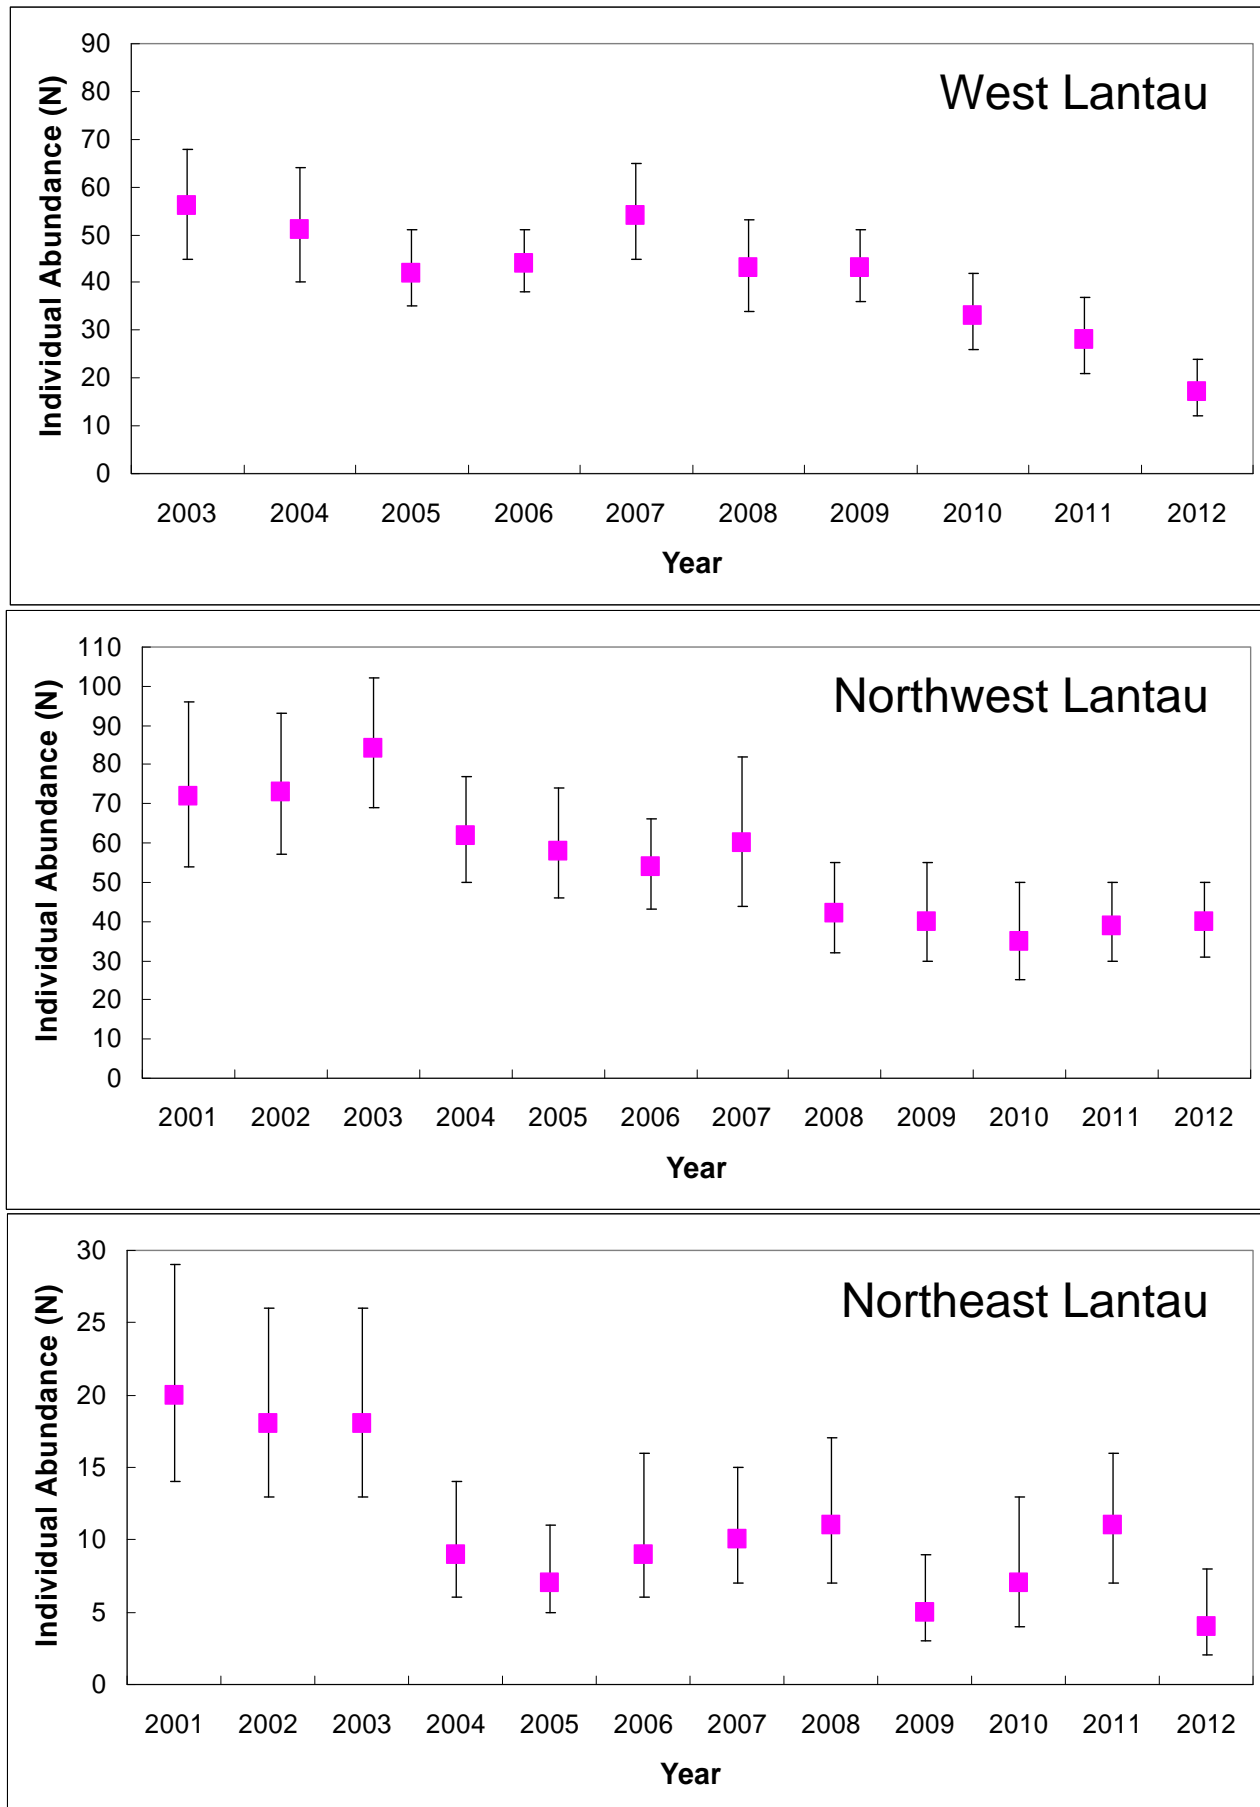 West Lantau
Individual Abundance (N)
90
80
70
60
50
40
30
20
10
0
2003 2004 2005 2006 2007 2008 2009 2010 2011 2012
Year
Northwest Lantau
Individual Abundance (N)
110
100
90
80
70
60
50
40
30
20
10
0
2001 2002 2003 2004 2005 2006 2007 2008 2009 2010 2011 2012
Year
Northeast Lantau
Individual Abundance (N)
30
25
20
15
10
5
0
2001 2002 2003 2004 2005 2006 2007 2008 2009 2010 2011 2012
Year